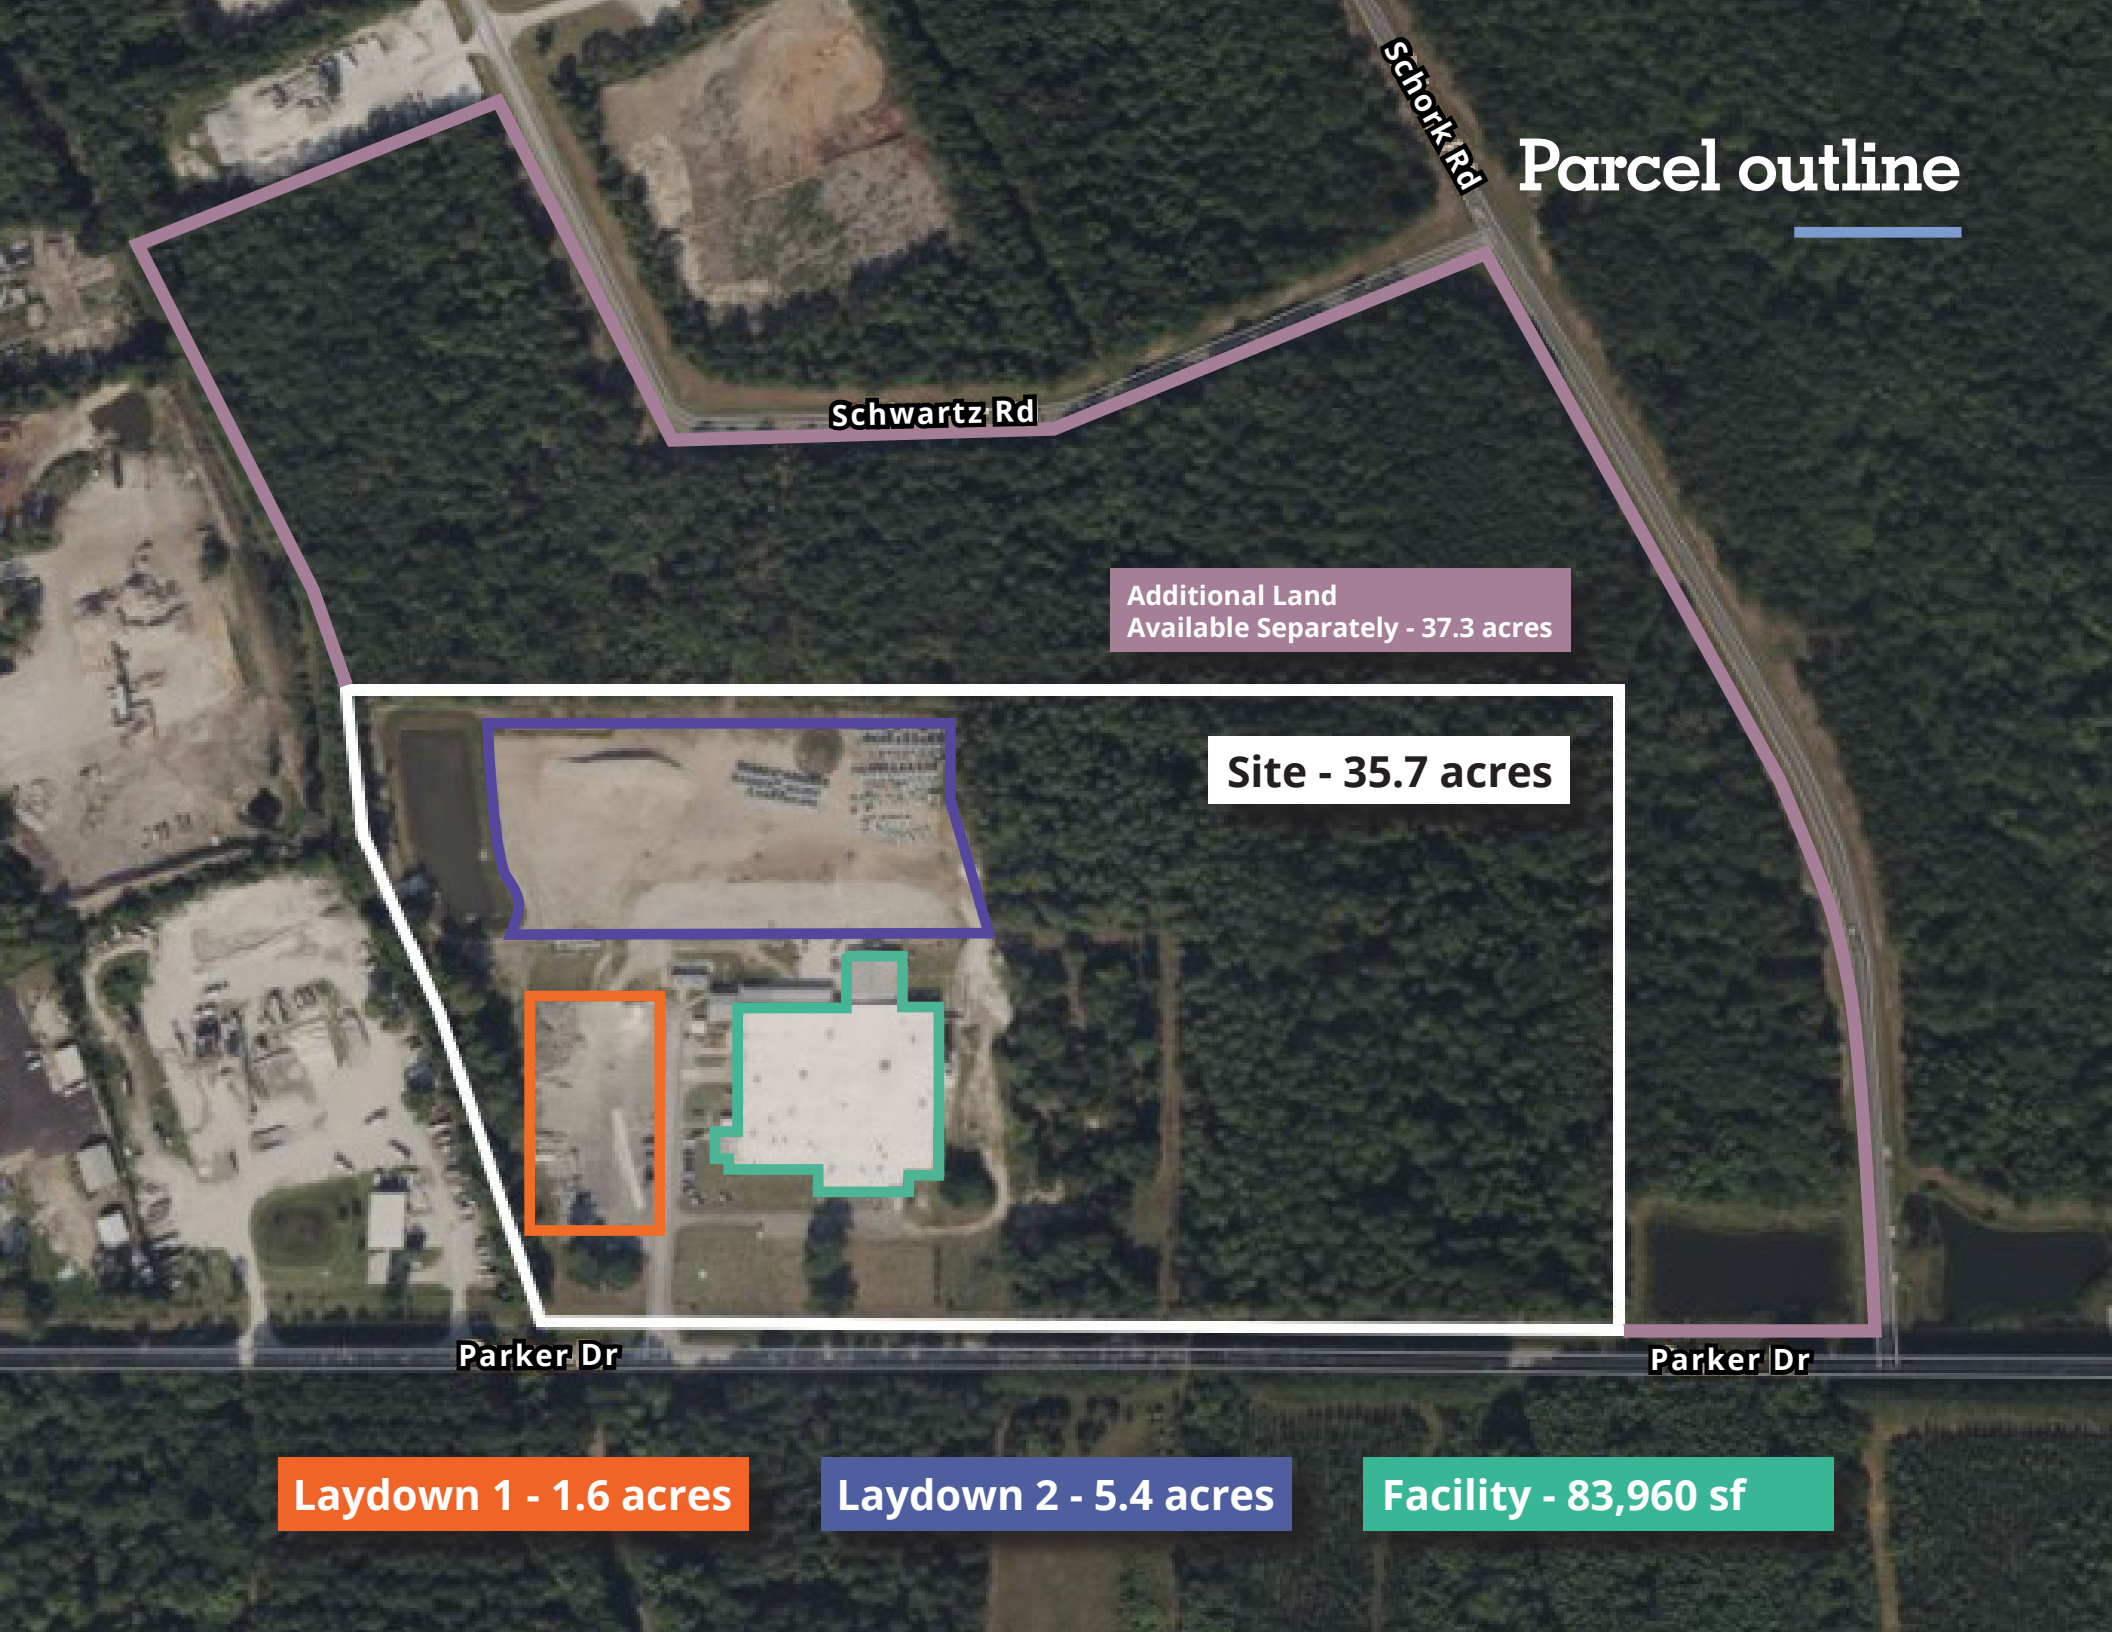 Schork Rd
Parcel outline
Schwartz Rd
Additional Land
Available Separately - 37.3 acres
Site - 35.7 acres
Parker Dr
Parker Dr
Laydown 1 - 1.6 acres
Laydown 2 - 5.4 acres
Facility - 83,960 sf